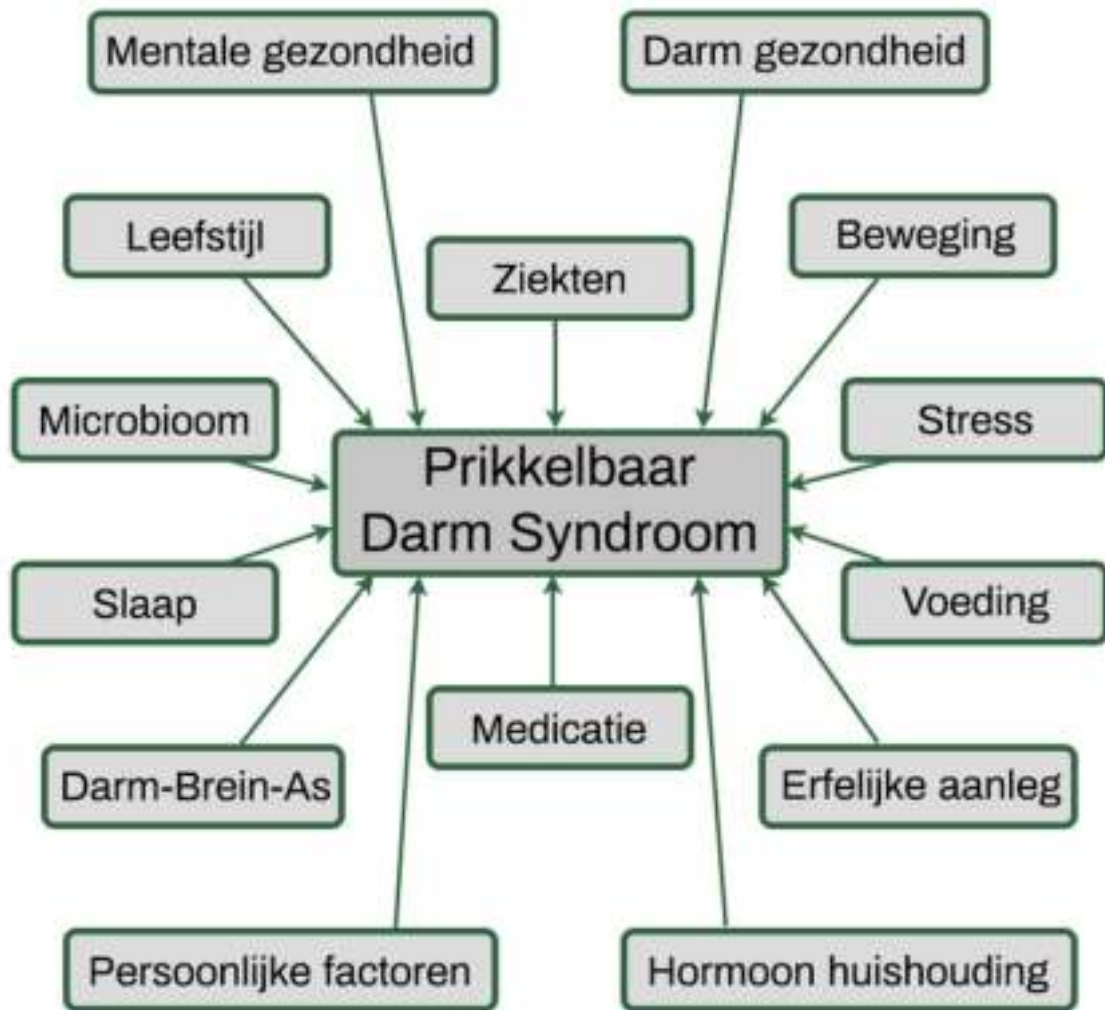 Mentale gezondheid
Darm gezondheid
Leefstijl
Ziekten
Beweging
Microbioom
Stress
Prikkelbaar
Darm Syndroom
Slaap
Voeding
Medicatie
Darm-Brein-As
Erfelijke aanleg
Persoonlijke factoren
Hormoon huishouding